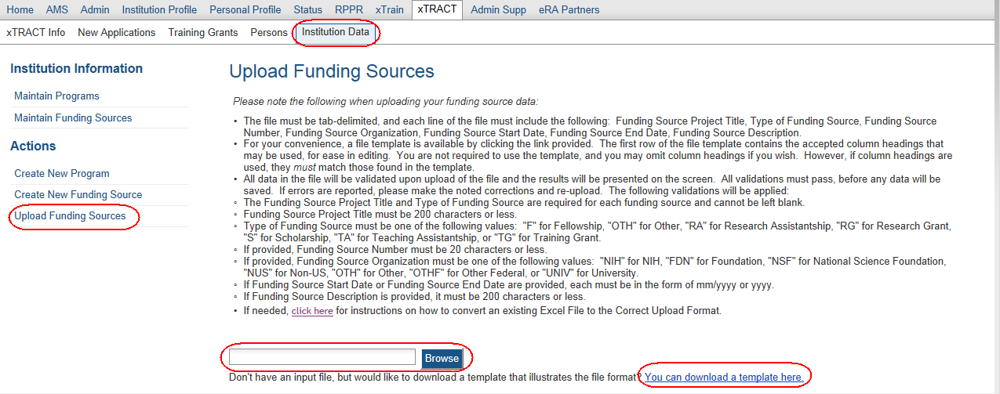 Home AMS Admin Institution Profile Personal Profile Status RPPR xTrain xTRACT Admin Supp eRA Partners
xTRACT Info New Applications Training Grants Persons Institution Data
Institution Information
Maintain Programs
Maintain Funding Sources
Actions
Create New Program
Create New Funding Source
Upload Funding Sources
Upload Funding Sources
Please note the following when uploading your funding source data:
• The file must be tab-delimited, and each line of the file must include the following: Funding Source Project Title, Type of Funding Source, Funding Source
Number, Funding Source Organization, Funding Source Start Date, Funding Source End Date, Funding Source Description.
• For your convenience, a file template is available by clicking the link provided. The first row of the file template contains the accepted column headings that
may be used, for ease in editing. You are not required to use the template, and you may omit column headings if you wish. However, if column headings are
used, they must match those found in the template.
• All data in the file will be validated upon upload of the file and the results will be presented on the screen. All validations must pass, before any data will be
saved. If errors are reported, please make the noted corrections and re-upload. The following validations will be applied:
◦ The Funding Source Project Title and Type of Funding Source are required for each funding source and cannot be left blank.
◦ Funding Source Project Title must be 200 characters or less.
◦ Type of Funding Source must be one of the following values: "F" for Fellowship, "OTH" for Other, "RA" for Research Assistantship, "RG" for Research Grant,
"S" for Scholarship, "TA" for Teaching Assistantship, or "TG" for Training Grant.
◦ If provided, Funding Source Number must be 20 characters or less.
◦ If provided, Funding Source Organization must be one of the following values: "NIH" for NIH, "FDN" for Foundation, "NSF" for National Science Foundation,
"NUS" for Non-US, "OTH" for Other, "OTHF" for Other Federal, or "UNIV" for University.
◦ If Funding Source Start Date or Funding Source End Date are provided, each must be in the form of mm/yyyy or yyyy.
◦ If Funding Source Description is provided, it must be 200 characters or less.
• If needed, click here for instructions on how to convert an existing Excel File to the Correct Upload Format.
Browse
Don't have an input file, but would like to download a template that illustrates the file format? You can download a template here.